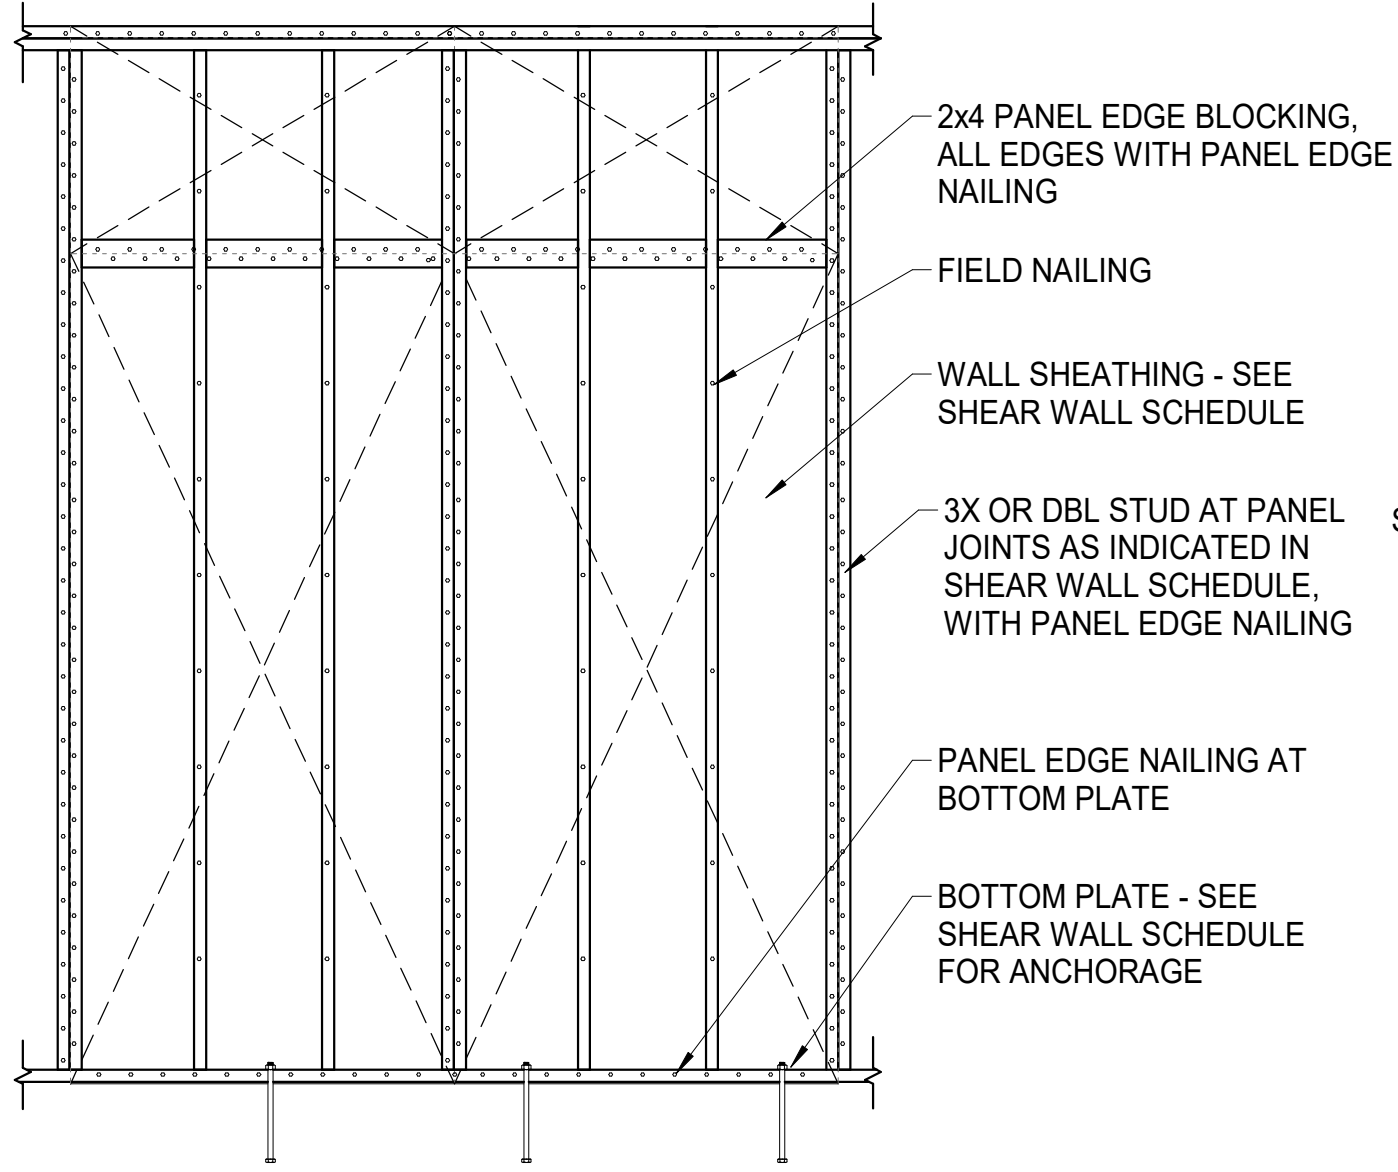 2x4 PANEL EDGE BLOCKING,
ALL EDGES WITH PANEL EDGE
NAILING
FIELD NAILING
WALL SHEATHING - SEE
SHEAR WALL SCHEDULE
3X OR DBL STUD AT PANEL
JOINTS AS INDICATED IN
SHEAR WALL SCHEDULE,
WITH PANEL EDGE NAILING
PANEL EDGE NAILING AT
BOTTOM PLATE
BOTTOM PLATE - SEE
SHEAR WALL SCHEDULE
FOR ANCHORAGE